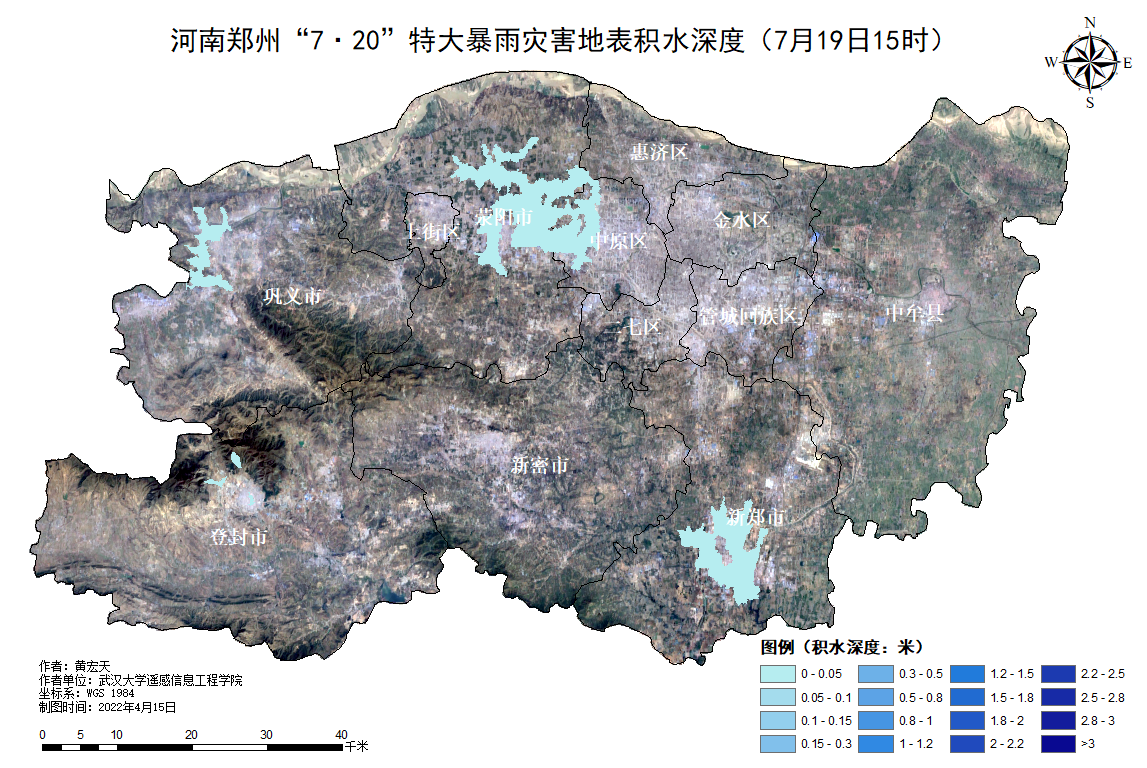 河南郑州“7·20”特大暴雨灾害地表积水深度（7月19日15时）
N
W
E
S
惠济区
金水区
荥阳市
上街区
中原区
巩义市
二七区
管城回族区
中牟县
新密市
新郑市
登封市
作者：黄宏天
作者单位：武汉大学遥感信息工程学院
坐标系：WGS 1984
制图时间：2022年4月15日
0 5 10 20 30 40
千米
图例（积水深度：米）
0 - 0.05 0.3 - 0.5 1.2 - 1.5 2.2 - 2.5
0.05 - 0.1 0.5 - 0.8 1.5 - 1.8 2.5 - 2.8
0.1 - 0.15 0.8 - 1 1.8 - 2 2.8 - 3
0.15 - 0.3 1 - 1.2 2 - 2.2 >3